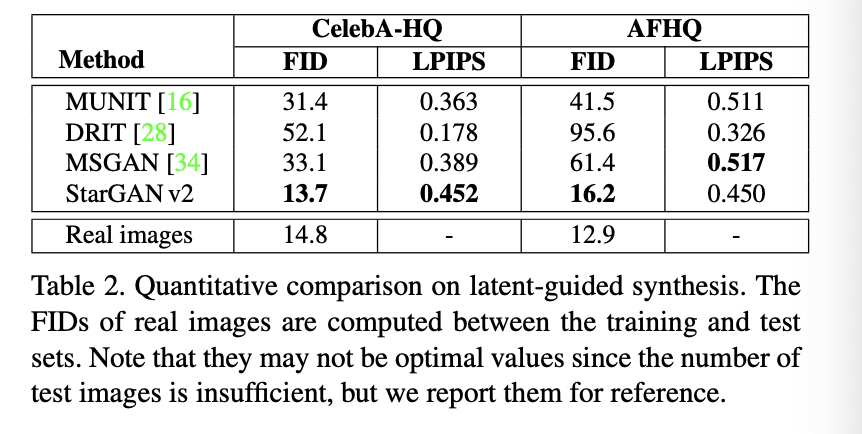 CelebA-HQ AFHQ
Method FID LPIPS FID LPIPS
MUNIT [16] 31.4 0.363 41.5 0.511
DRIT [28] 52.1 0.178 95.6 0.326
MSGAN [34] 33.1 0.389 61.4 0.517
StarGAN v2 13.7 0.452 16.2 0.450
Real images 14.8 - 12.9 -
Table 2. Quantitative comparison on latent-guided synthesis. The
FIDs of real images are computed between the training and test
sets. Note that they may not be optimal values since the number of
test images is insufficient, but we report them for reference.